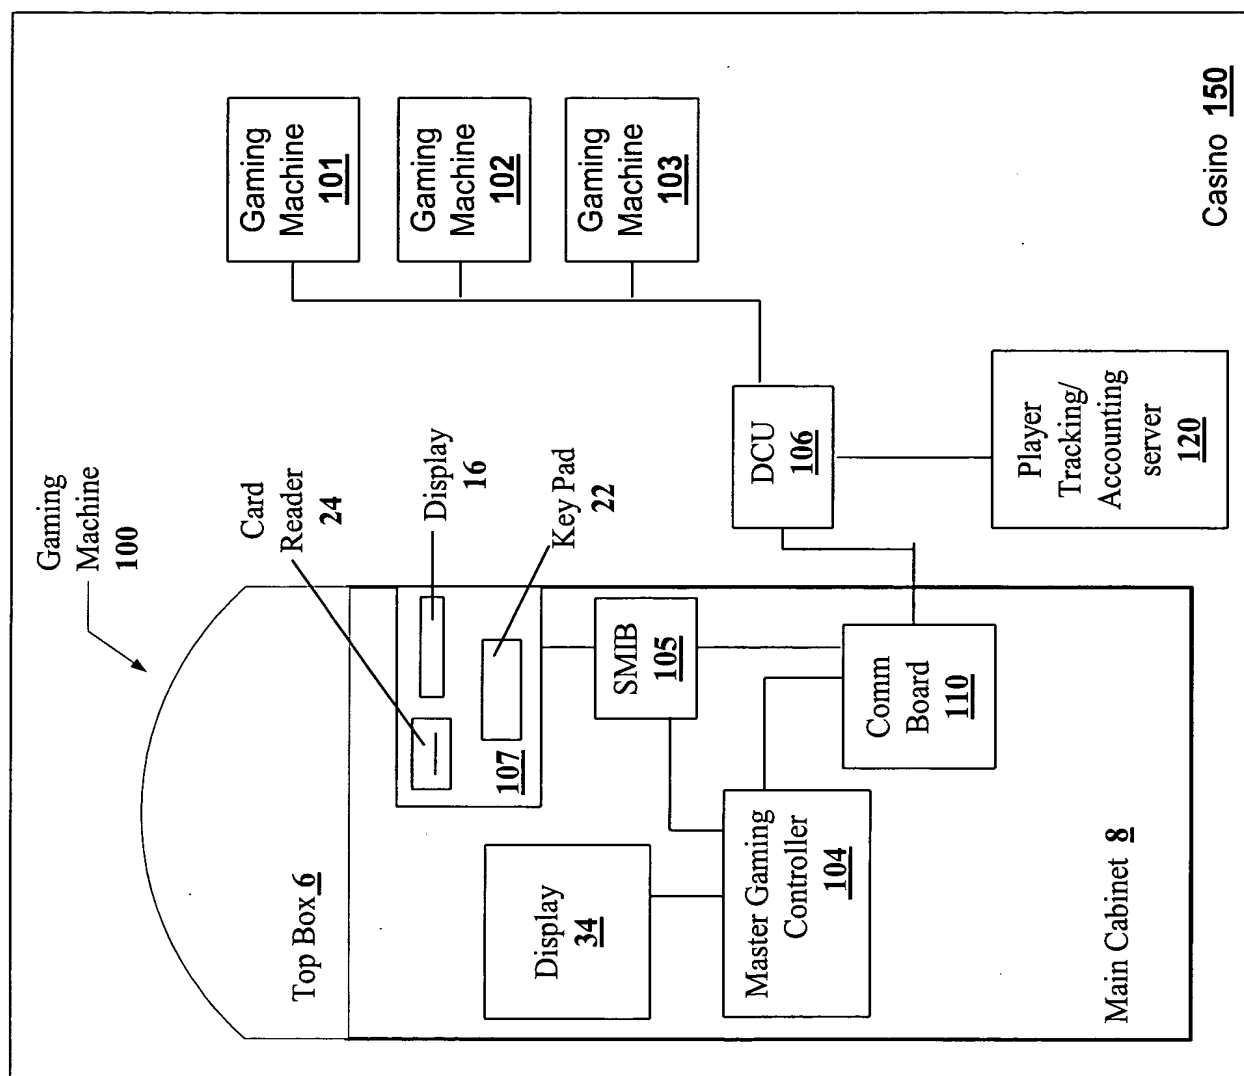 Gaming
Machine
100
Top Box 6
Card
Reader
24
Display
16
Key Pad
22
107
Display
34
SMIB
105
Master Gaming
Controller
104
Comm
Board
110
Main Cabinet 8
Gaming
Machine
101
Gaming
Machine
102
Gaming
Machine
103
DCU
106
Player
Tracking/
Accounting
server
120
Casino 150